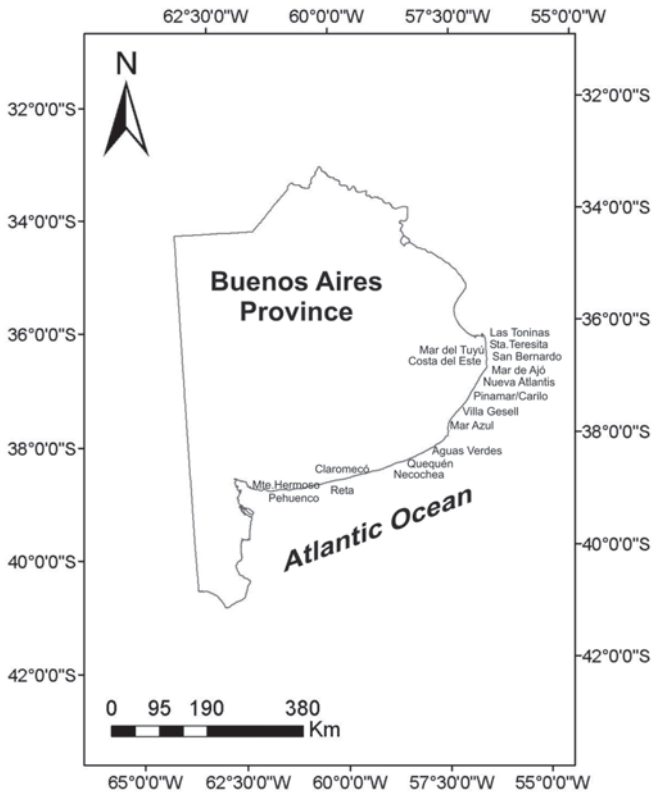 62°30'0"W 60°0'0"W 57°30'0"W 55°0'0"W
N
32°0'0"S
32°0'0"S
34°0'0"S
34°0'0"S
Buenos Aires
Province
36°0'0"S
36°0'0"S
Las Toninas
Sta.Teresita
Mar del Tuyú
San Bernardo
Costa del Este
Mar de Ajó
Nueva Atlantis
Pinamar/Carilo
Villa Gesell
Mar Azul
38°0'0"S
38°0'0"S
Aguas Verdes
Quequén
Claromecó
Necochea
Mte.Hermoso
Reta
Pehuenco
Atlantic Ocean
40°0'0"S
40°0'0"S
42°0'0"S
42°0'0"S
0 95 190 380
Km
65°0'0"W 62°30'0"W 60°0'0"W 57°30'0"W 55°0'0"W